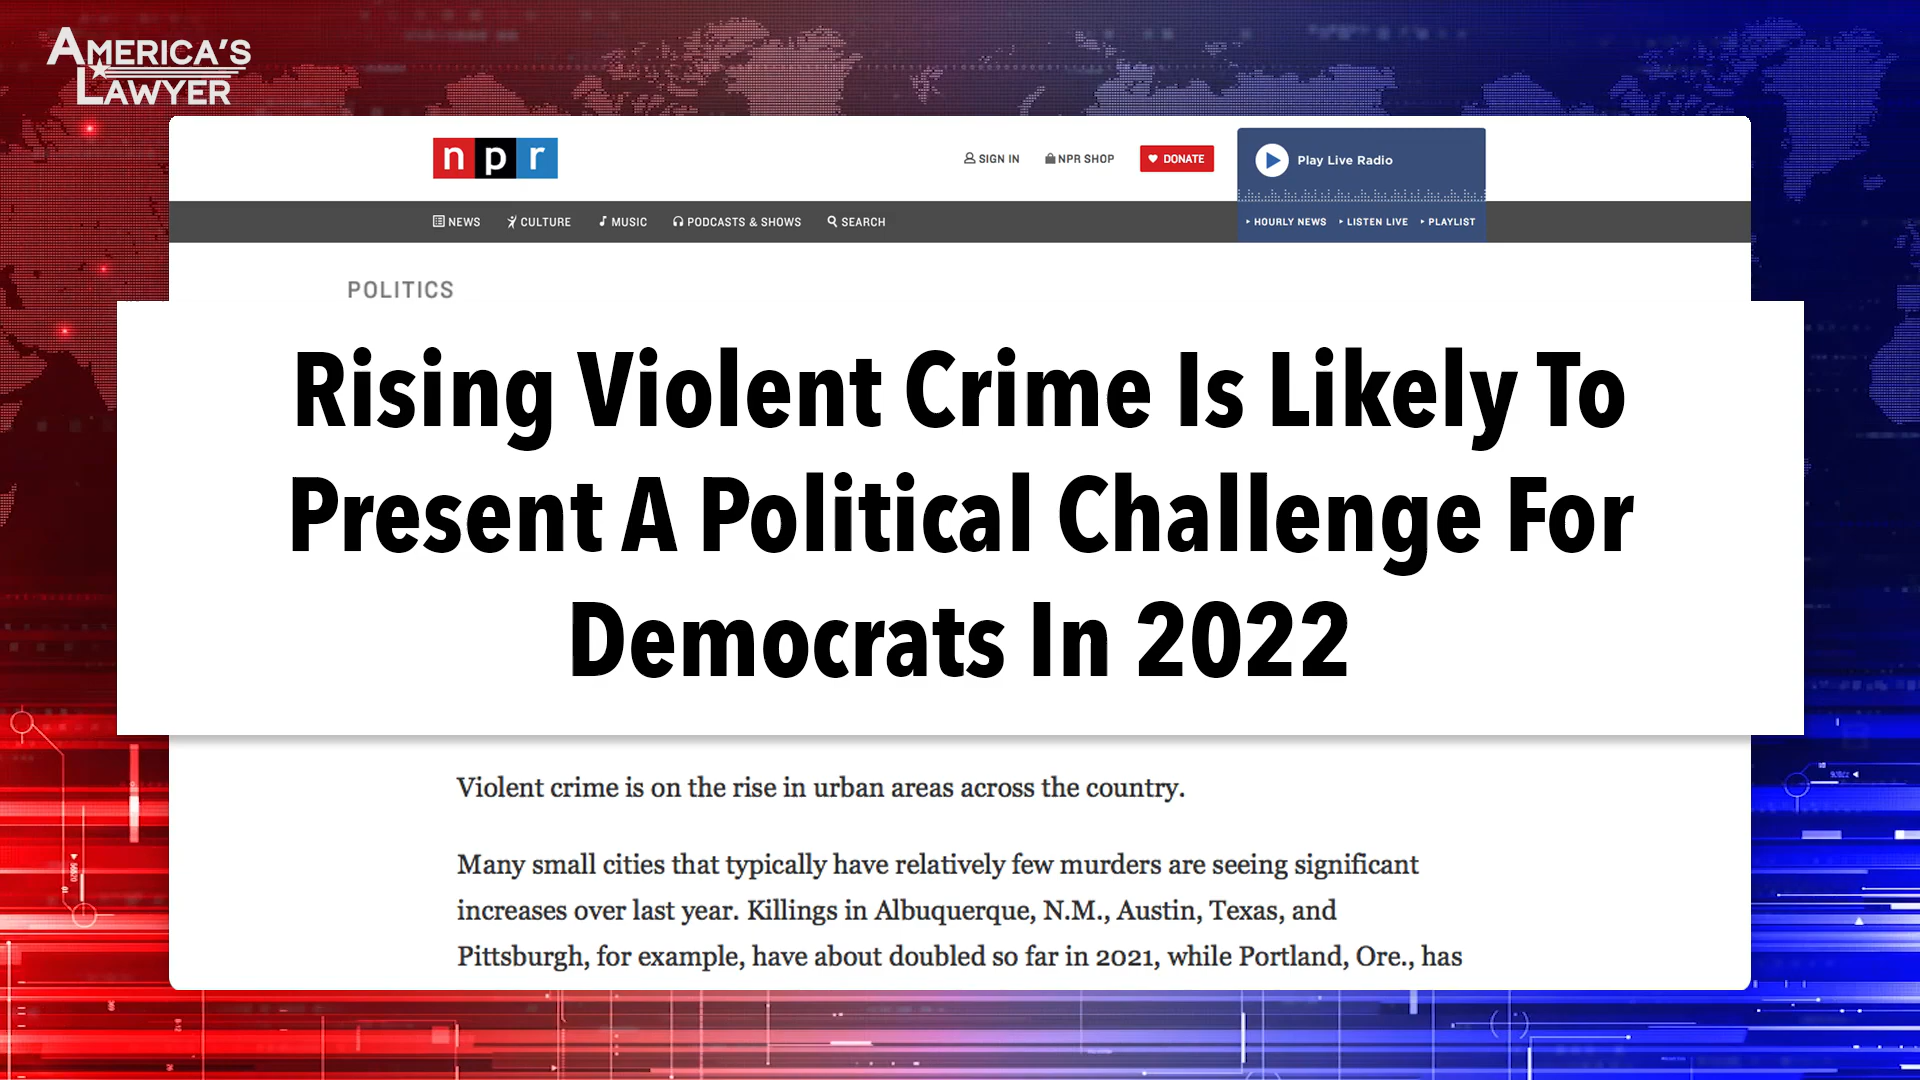 AMERICA'S
LAWYER
npr
SIGN IN
NPR SHOP
DONATE
Play Live Radio
NEWS
CULTURE
MUSIC
PODCASTS & SHOWS
SEARCH
HOURLY NEWS
LISTEN LIVE
PLAYLIST
POLITICS
Rising Violent Crime Is Likely To
Present A Political Challenge For
Democrats In 2022
Violent crime is on the rise in urban areas across the country.
Many small cities that typically have relatively few murders are seeing significant
increases over last year. Killings in Albuquerque, N.M., Austin, Texas, and
Pittsburgh, for example, have about doubled so far in 2021, while Portland, Ore., has